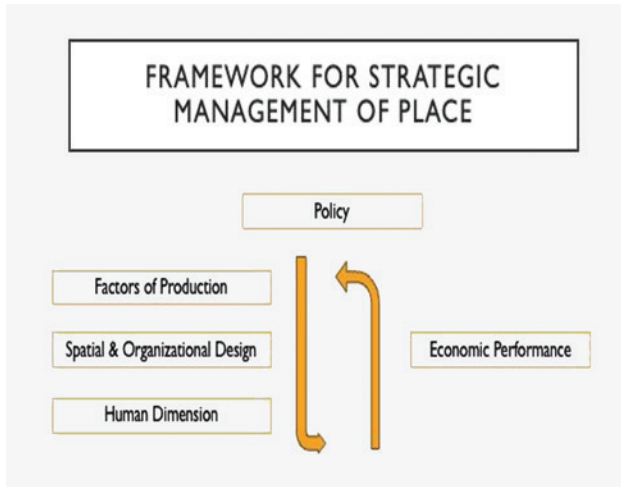 FRAMEWORK FOR STRATEGIC
MANAGEMENT OF PLACE
Policy
Factors of Production
Spatial & Organizational Design
Economic Performance
Human Dimension